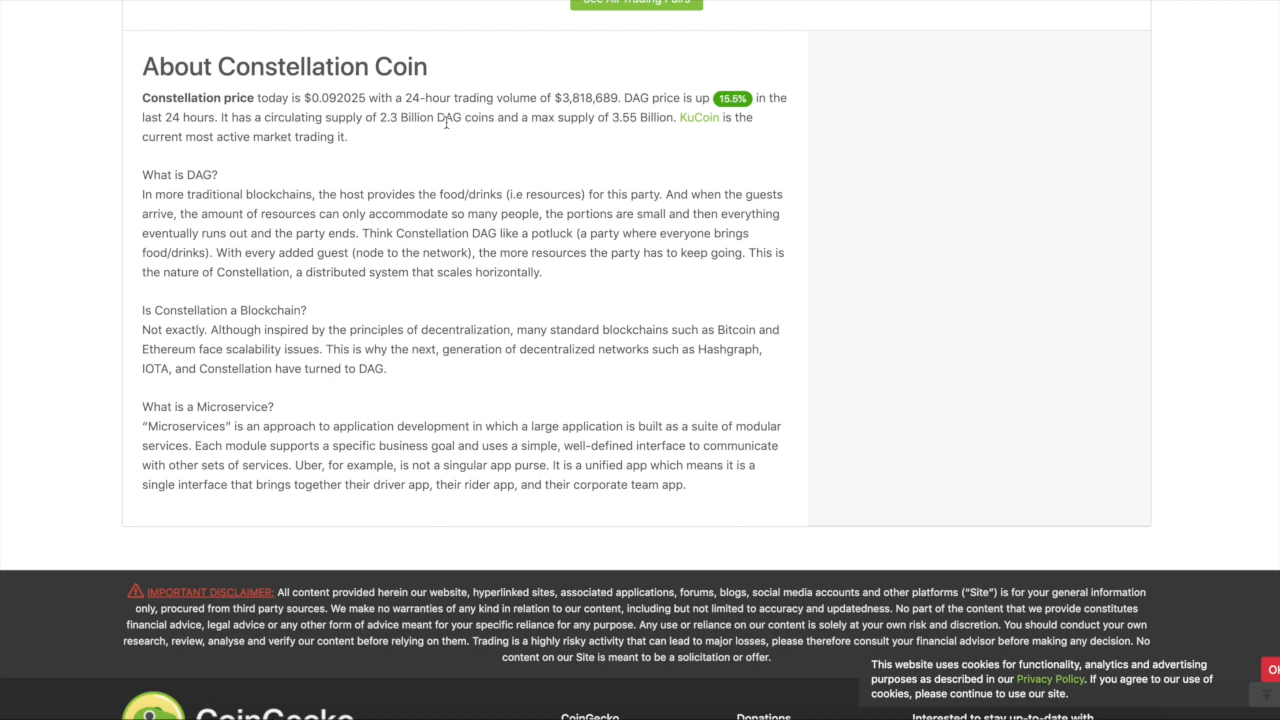 See All Trading Pairs
About Constellation Coin
Constellation price today is $0.092025 with a 24-hour trading volume of $3,818,689. DAG price is up 15.5% in the
last 24 hours. It has a circulating supply of 2.3 Billion DAG coins and a max supply of 3.55 Billion. KuCoin is the
current most active market trading it.
What is DAG?
In more traditional blockchains, the host provides the food/drinks (i.e resources) for this party. And when the guests
arrive, the amount of resources can only accommodate so many people, the portions are small and then everything
eventually runs out and the party ends. Think Constellation DAG like a potluck (a party where everyone brings
food/drinks). With every added guest (node to the network), the more resources the party has to keep going. This is
the nature of Constellation, a distributed system that scales horizontally.
Is Constellation a Blockchain?
Not exactly. Although inspired by the principles of decentralization, many standard blockchains such as Bitcoin and
Ethereum face scalability issues. This is why the next, generation of decentralized networks such as Hashgraph,
IOTA, and Constellation have turned to DAG.
What is a Microservice?
“Microservices” is an approach to application development in which a large application is built as a suite of modular
services. Each module supports a specific business goal and uses a simple, well-defined interface to communicate
with other sets of services. Uber, for example, is not a singular app purse. It is a unified app which means it is a
single interface that brings together their driver app, their rider app, and their corporate team app.
IMPORTANT DISCLAIMER: All content provided herein our website, hyperlinked sites, associated applications, forums, blogs, social media accounts and other platforms (“Site”) is for your general information
only, procured from third party sources. We make no warranties of any kind in relation to our content, including but not limited to accuracy and updatedness. No part of the content that we provide constitutes
financial advice, legal advice or any other form of advice meant for your specific reliance for any purpose. Any use or reliance on our content is solely at your own risk and discretion. You should conduct your own
research, review, analyse and verify our content before relying on them. Trading is a highly risky activity that can lead to major losses, please therefore consult your financial advisor before making any decision. No
content on our Site is meant to be a solicitation or offer.
This website uses cookies for functionality, analytics and advertising
purposes as described in our Privacy Policy. If you agree to our use of
cookies, please continue to use our site.
OK
CoinGecko
CoinGecko
Donations
Interested to stay up-to-date with